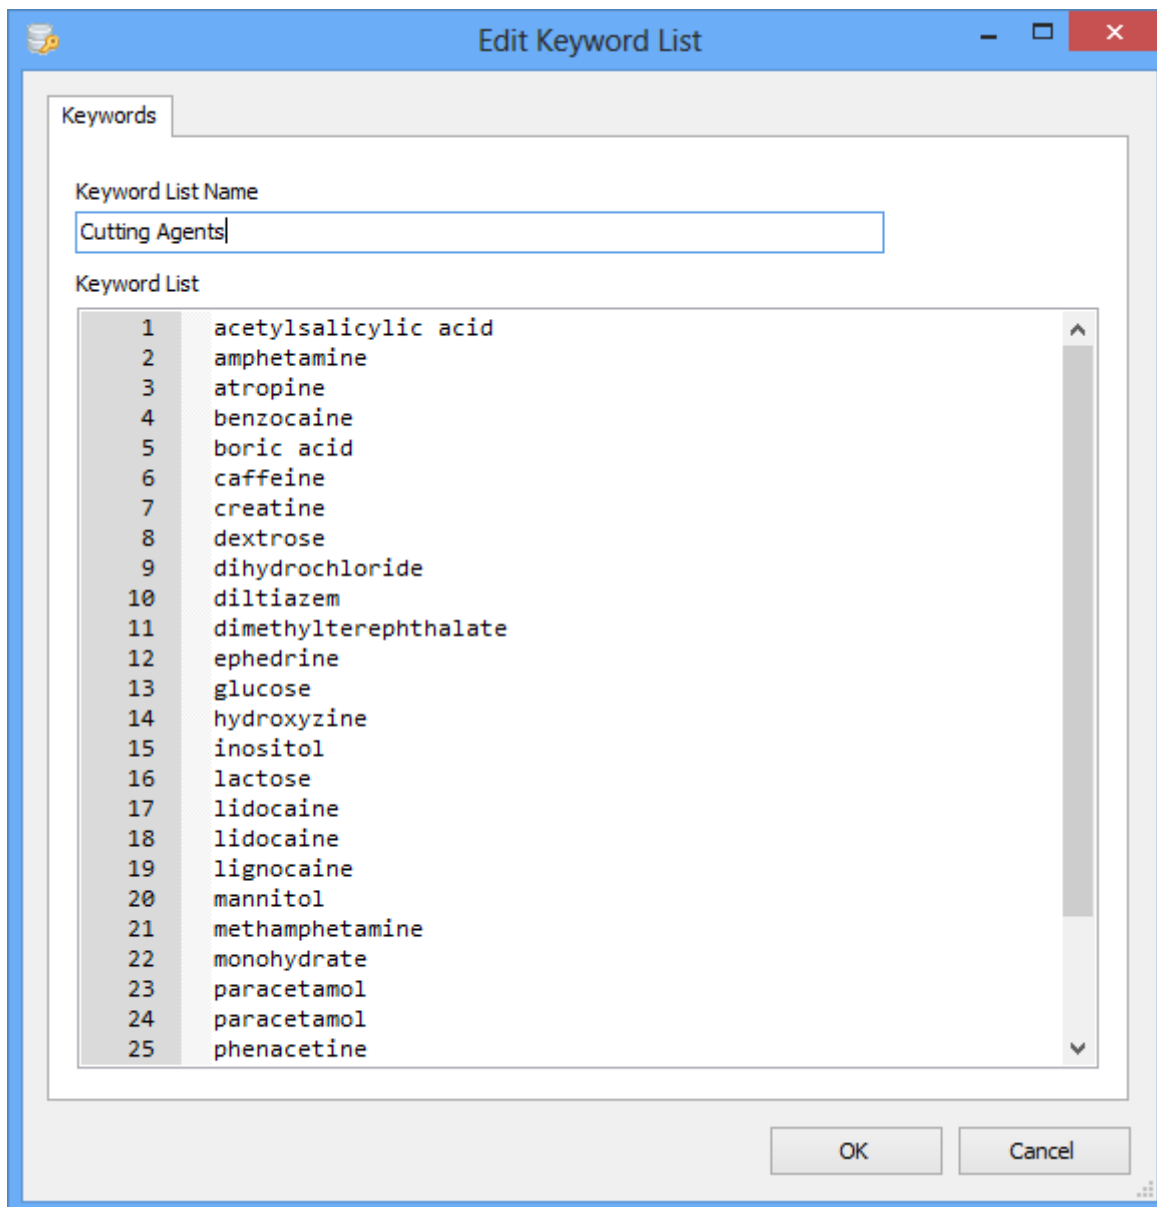 Edit Keyword List
Keywords
Keyword List Name
Cutting Agents
Keyword List
1 acetylsalicylic acid
2 amphetamine
3 atropine
4 benzocaine
5 boric acid
6 caffeine
7 creatine
8 dextrose
9 dihydrochloride
10 diltiazem
11 dimethylterephthalate
12 ephedrine
13 glucose
14 hydroxyzine
15 inositol
16 lactose
17 lidocaine
18 lidocaine
19 lignocaine
20 mannitol
21 methamphetamine
22 monohydrate
23 paracetamol
24 paracetamol
25 phenacetine
OK Cancel